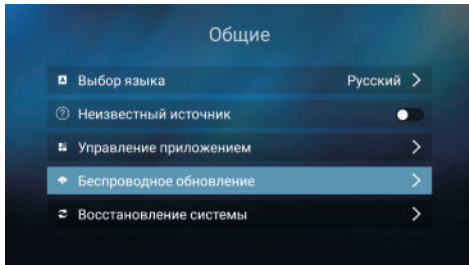 Общие
Выбор языка Русский
Неизвестный источник
Управление приложением
Беспроводное обновление
Восстановление системы